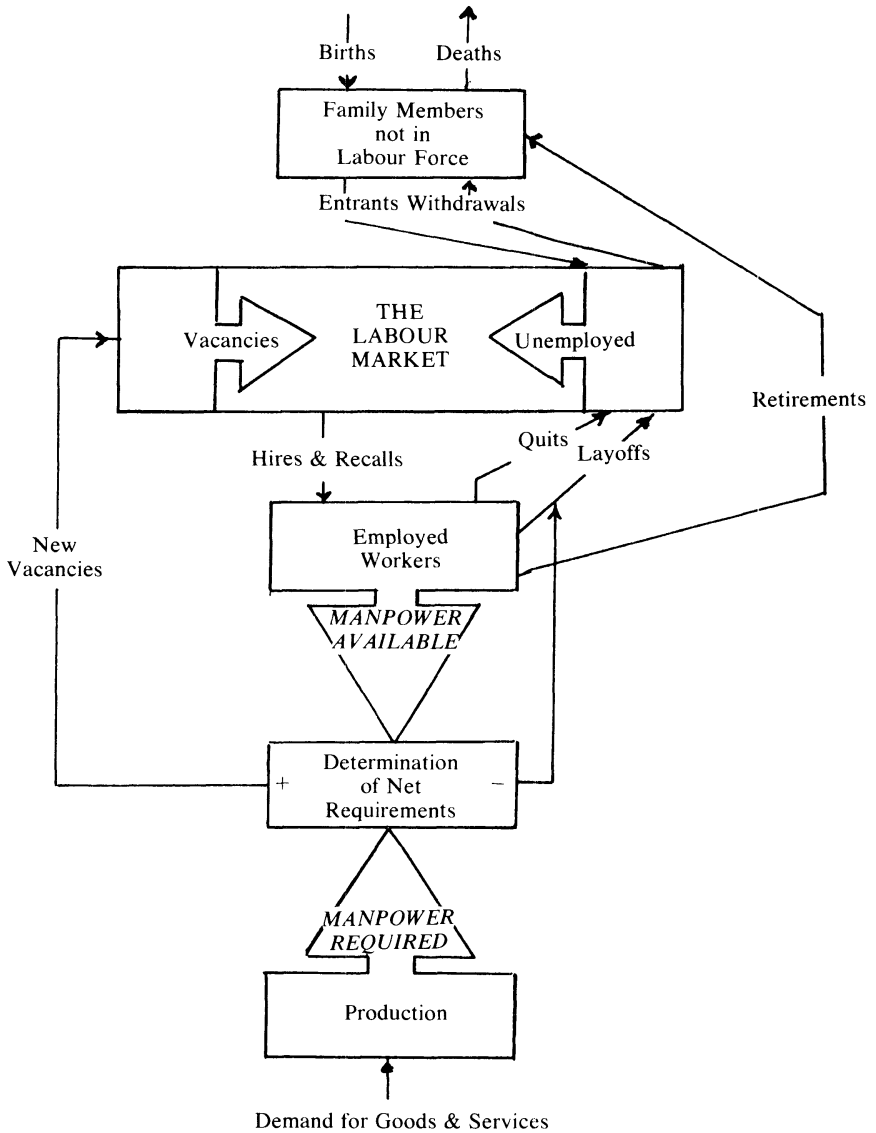 Births Deaths
Family Members
not in
Labour Force
Entrants Withdrawals
THE
LABOUR
MARKET
Vacancies
Unemployed
Retirements
Quits
Layoffs
Hires & Recalls
Employed
Workers
New
Vacancies
MANPOWER
AVAILABLE
Determination
of Net
Requirements
+ −
MANPOWER
REQUIRED
Production
Demand for Goods & Services